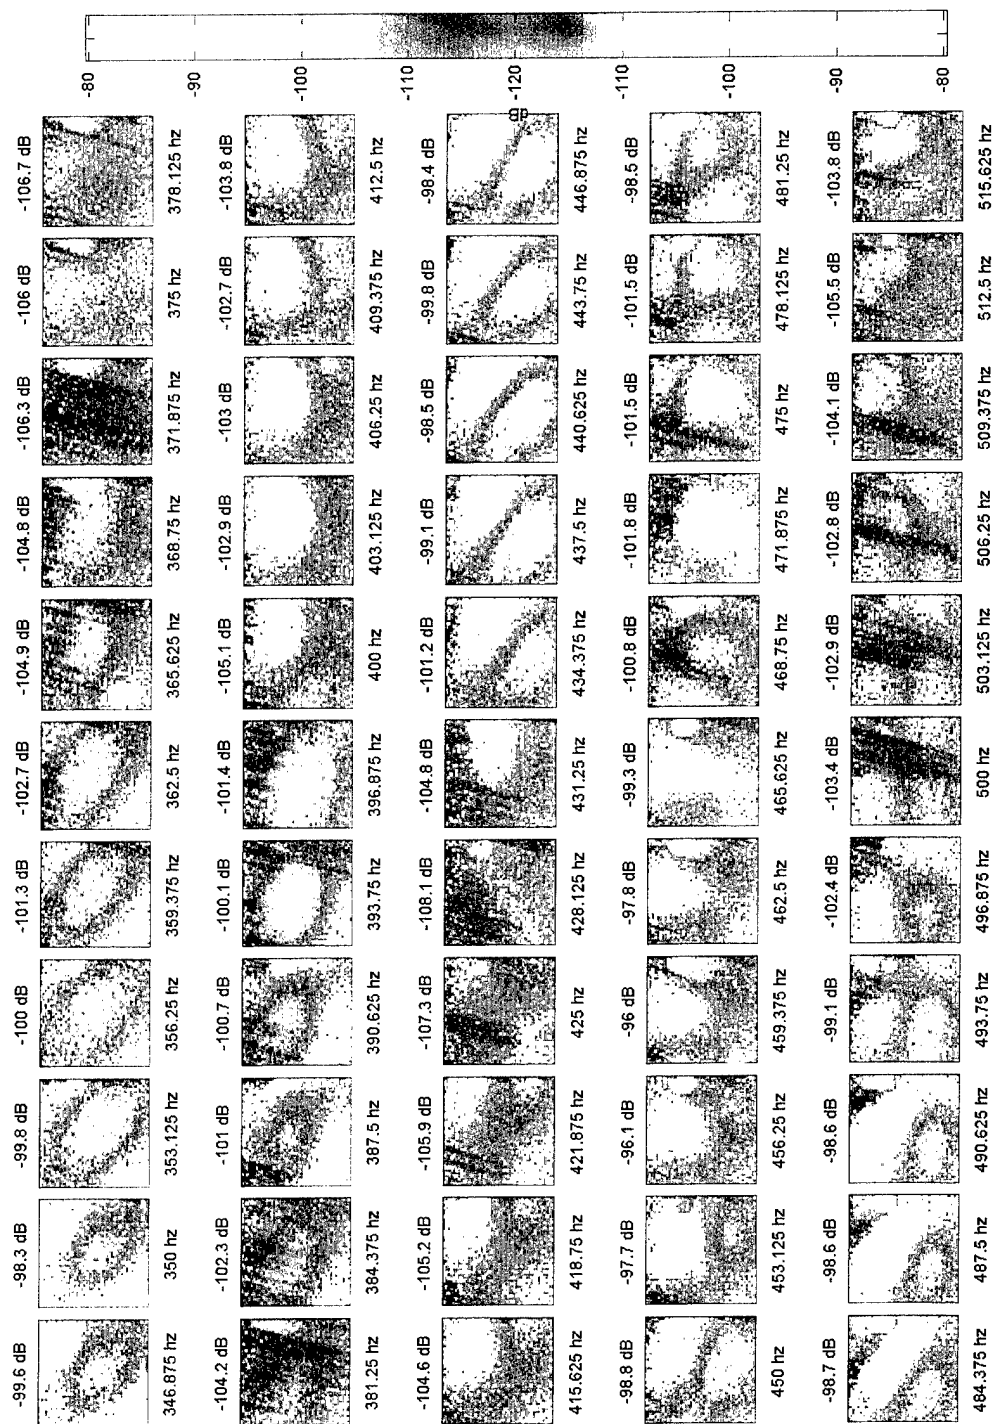 -99.6 dB -98.3 dB -99.8 dB -100 dB -101.3 dB -102.7 dB -104.9 dB -104.8 dB -106.3 dB -106 dB -106.7 dB
-80
346.875 hz 350 hz 353.125 hz 356.25 hz 359.375 hz 362.5 hz 365.625 hz 368.75 hz 371.875 hz 375 hz 378.125 hz
-90
-104.2 dB -102.3 dB -101 dB -100.7 dB -100.1 dB -101.4 dB -105.1 dB -102.9 dB -103 dB -102.7 dB -103.8 dB
-100
381.25 hz 384.375 hz 387.5 hz 390.625 hz 393.75 hz 396.875 hz 400 hz 403.125 hz 406.25 hz 409.375 hz 412.5 hz
-110
-104.6 dB -105.2 dB -105.9 dB -107.3 dB -108.1 dB -104.8 dB -101.2 dB -99.1 dB -98.5 dB -99.8 dB -98.4 dB
-120
dB
415.625 hz 418.75 hz 421.875 hz 425 hz 428.125 hz 431.25 hz 434.375 hz 437.5 hz 440.625 hz 443.75 hz 446.875 hz
-110
-98.8 dB -97.7 dB -96.1 dB -96 dB -97.8 dB -99.3 dB -100.8 dB -101.8 dB -101.5 dB -101.5 dB -98.5 dB
-100
450 hz 453.125 hz 456.25 hz 459.375 hz 462.5 hz 465.625 hz 468.75 hz 471.875 hz 475 hz 478.125 hz 481.25 hz
-90
-98.7 dB -98.6 dB -98.6 dB -99.1 dB -102.4 dB -103.4 dB -102.9 dB -102.8 dB -104.1 dB -105.5 dB -103.8 dB
-80
484.375 hz 487.5 hz 490.625 hz 493.75 hz 496.875 hz 500 hz 503.125 hz 506.25 hz 509.375 hz 512.5 hz 515.625 hz